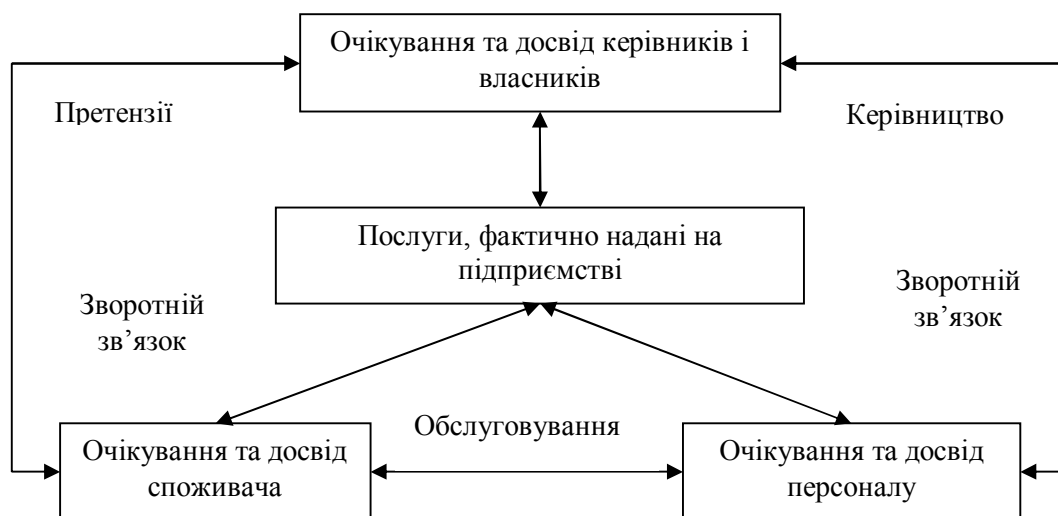 Очікування та досвід керівників і
власників
Претензії
Керівництво
Послуги, фактично надані на
підприємстві
Зворотній
зв’язок
Зворотній
зв’язок
Обслуговування
Очікування та досвід
споживача
Очікування та досвід
персоналу